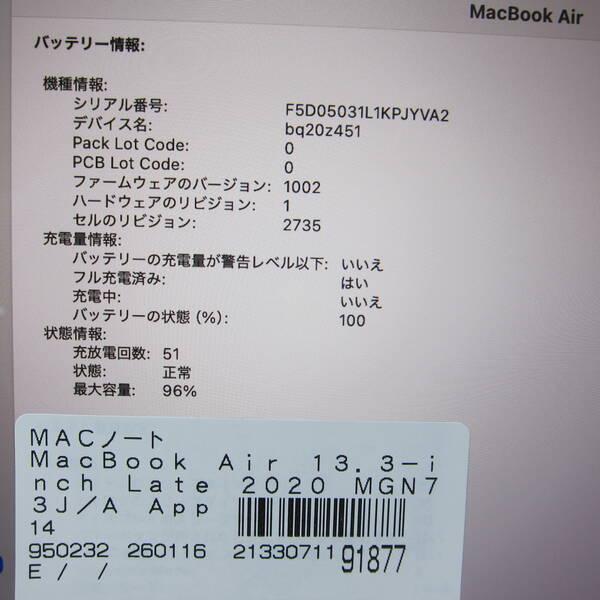 MacBook Air
バッテリー情報:
機種情報:
シリアル番号: F5D05031L1KPJYVA2
デバイス名: bq20z451
Pack Lot Code: 0
PCB Lot Code: 0
ファームウェアのバージョン: 1002
ハードウェアのリビジョン: 1
セルのリビジョン: 2735
充電量情報:
バッテリーの充電量が警告レベル以下: いいえ
フル充電済み: はい
充電中: いいえ
バッテリーの状態 (%): 100
状態情報:
充放電回数: 51
状態: 正常
最大容量: 96%
MACノート
MacBook Air 13.3-i
nch Late 2020 MGN7
3J/A App
14
950232 260116 21330711 91877
E/ /